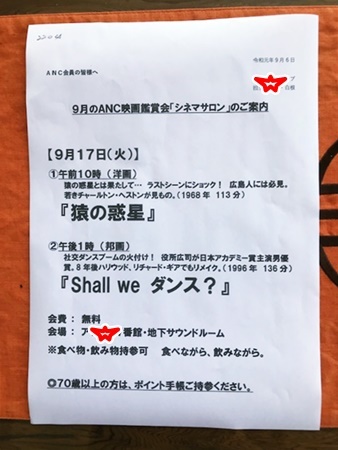 ANC会員の皆様へ
令和元年9月6日
9月のANC映画鑑賞会「シネマサロン」のご案内
【9月17日(火)】
①午前10時(洋画)
猿の惑星とは果たして… ラストシーンにショック! 広島人には必見。
若きチャールトン・ヘストンが見もの。(1968年 113分)
『猿の惑星』
②午後1時(邦画)
社交ダンスブームの火付け! 役所広司が日本アカデミー賞主演男優
賞。8年後ハリウッド、リチャード・ギアでもリメイク。(1996年 136分)
『Shall we ダンス?』
会費: 無料
会場: ア 番館・地下サウンドルーム
※食べ物・飲み物持参可 食べながら、飲みながら。
◎70歳以上の方は、ポイント手帳ご持参ください。